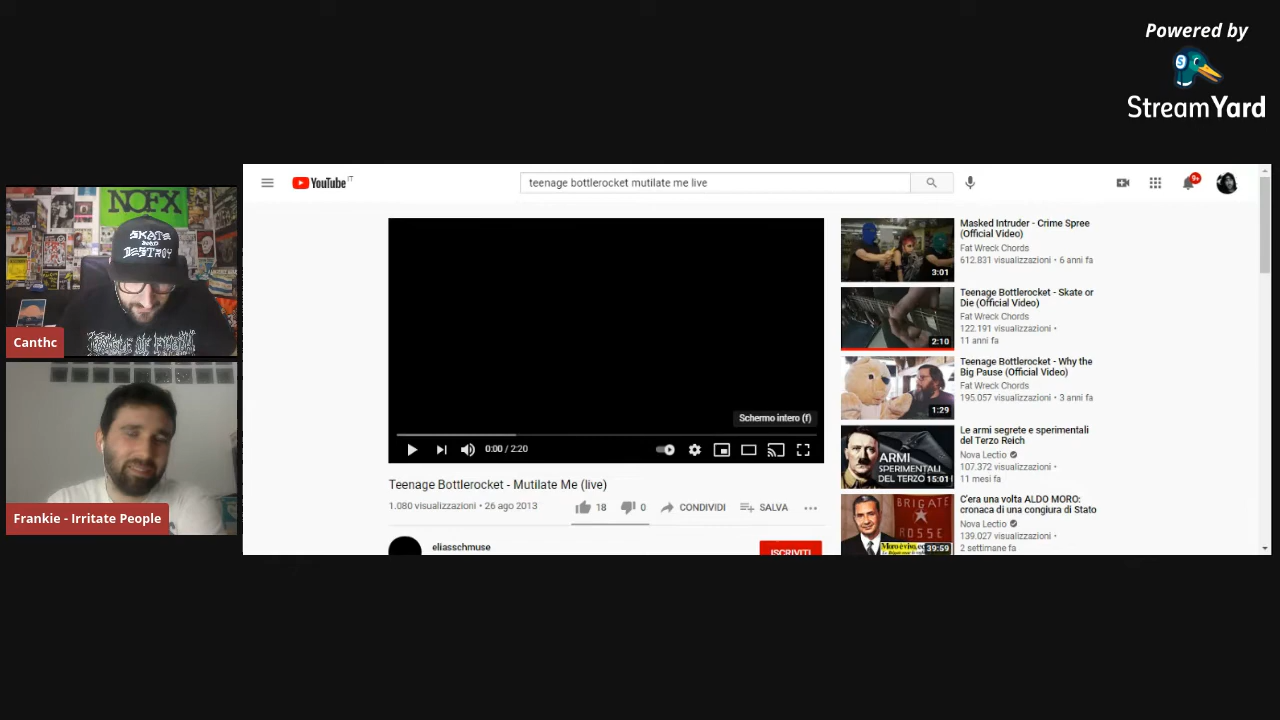 Powered by
StreamYard
NOFX
SKATE
AND
DESTROY
Canthc
Frankie - Irritate People
YouTube IT
teenage bottlerocket mutilate me live
9+
Schermo intero (f)
0:00 / 2:20
Teenage Bottlerocket - Mutilate Me (live)
1.080 visualizzazioni • 26 ago 2013
18
0
CONDIVIDI
SALVA
eliasschmuse
ISCRIVITI
3:01
Masked Intruder - Crime Spree
(Official Video)
Fat Wreck Chords
612.831 visualizzazioni • 6 anni fa
2:10
Teenage Bottlerocket - Skate or
Die (Official Video)
Fat Wreck Chords
122.191 visualizzazioni •
11 anni fa
1:29
Teenage Bottlerocket - Why the
Big Pause (Official Video)
Fat Wreck Chords
195.057 visualizzazioni • 3 anni fa
ARMI
SPERIMENTALI
DEL TERZO
15:01
Le armi segrete e sperimentali
del Terzo Reich
Nova Lectio
107.372 visualizzazioni •
11 mesi fa
BRIGATE
ROSSE
39:59
C'era una volta ALDO MORO:
cronaca di una congiura di Stato
Nova Lectio
139.027 visualizzazioni •
2 settimane fa